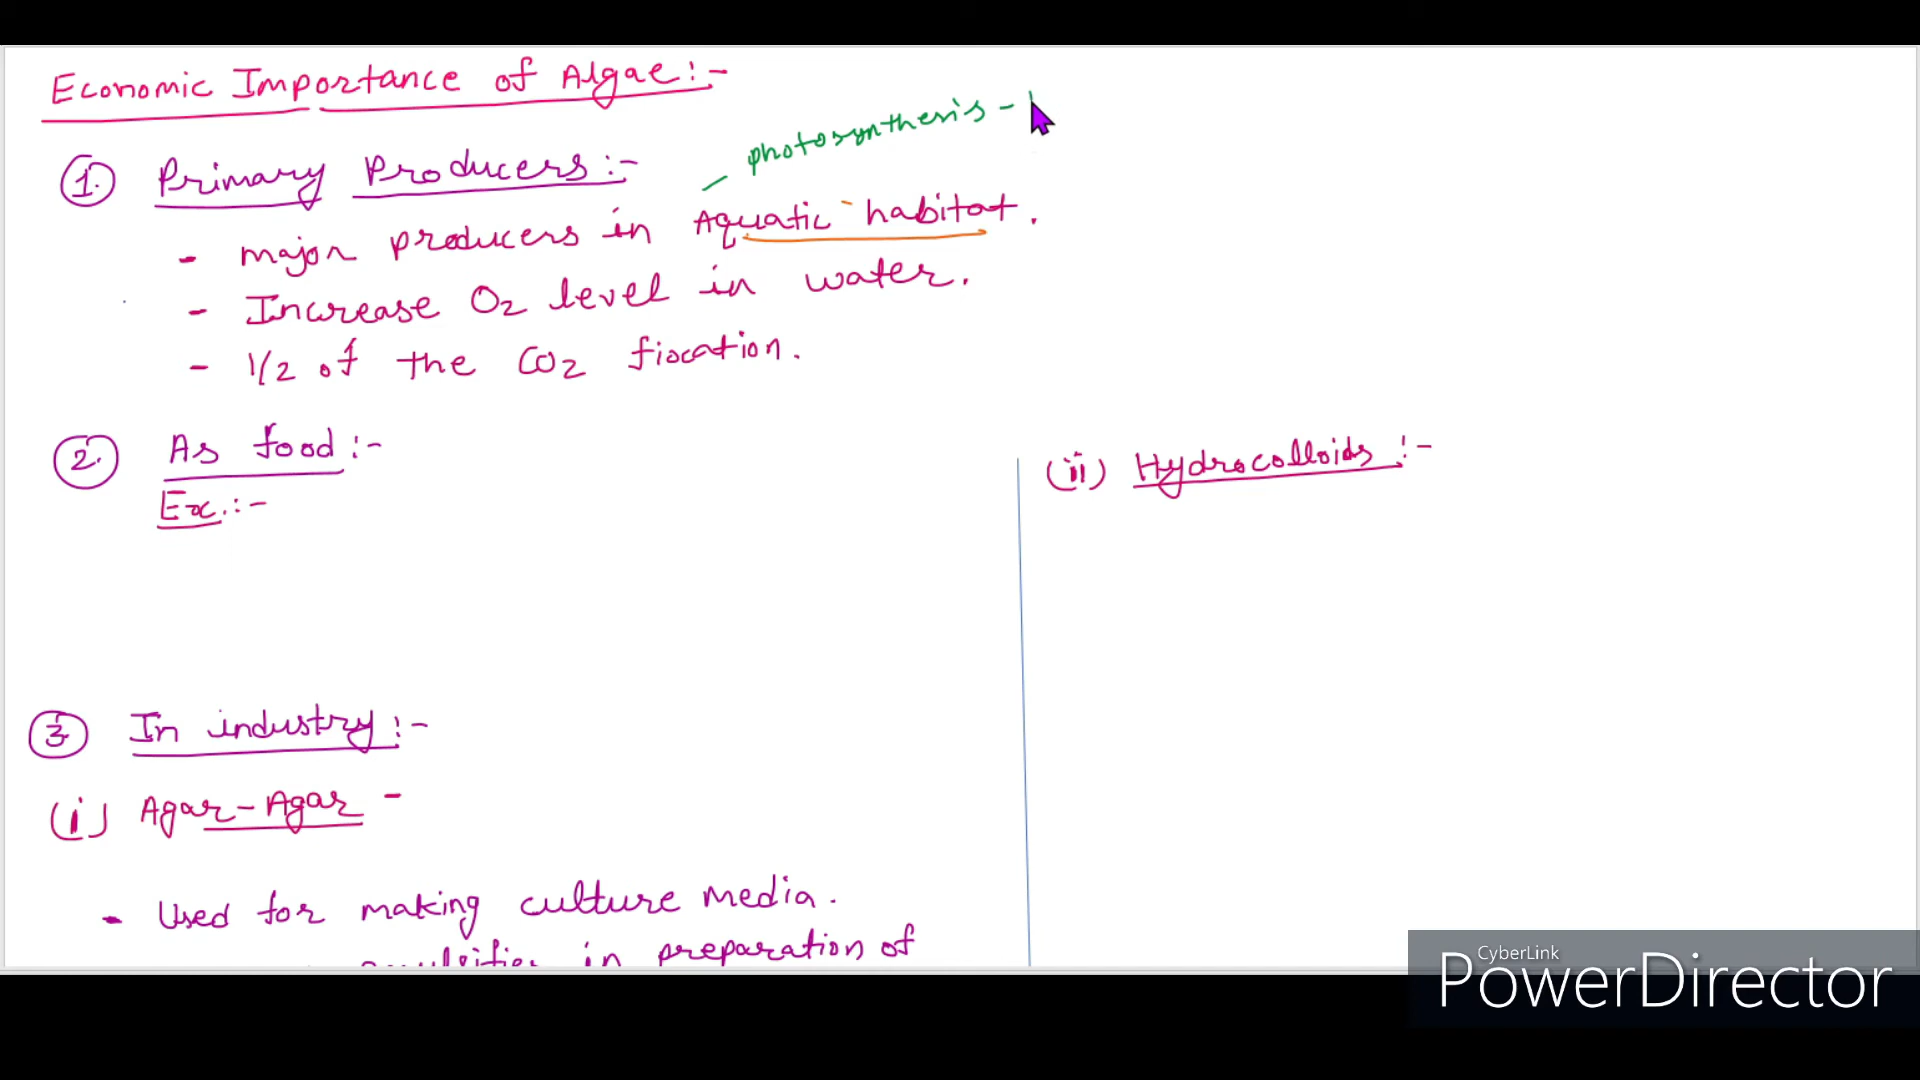 Economic Importance of Algae:-
photosynthesis -
1. Primary Producers:-
- major producers in Aquatic habitat.
- Increase O2 level in water.
- 1/2 of the CO2 fixation.
2. As food:-
Ex.:-
3 In industry:-
(i) Agar-Agar -
- Used for making culture media.
in preparation of
(ii) Hydrocolloids:-
CyberLink
PowerDirector